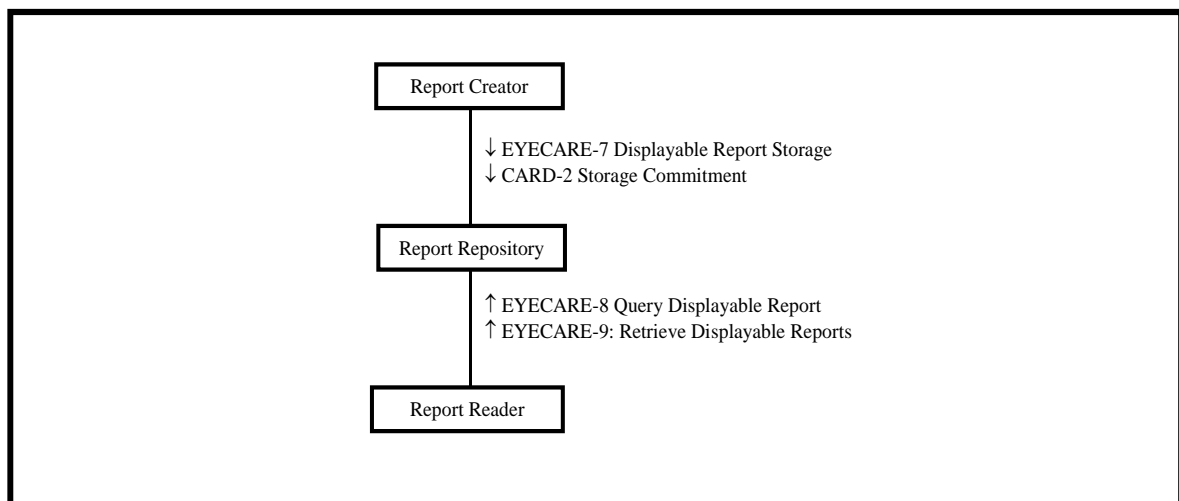 Report Creator
↓ EYECARE-7 Displayable Report Storage
↓ CARD-2 Storage Commitment
Report Repository
↑ EYECARE-8 Query Displayable Report
↑ EYECARE-9: Retrieve Displayable Reports
Report Reader